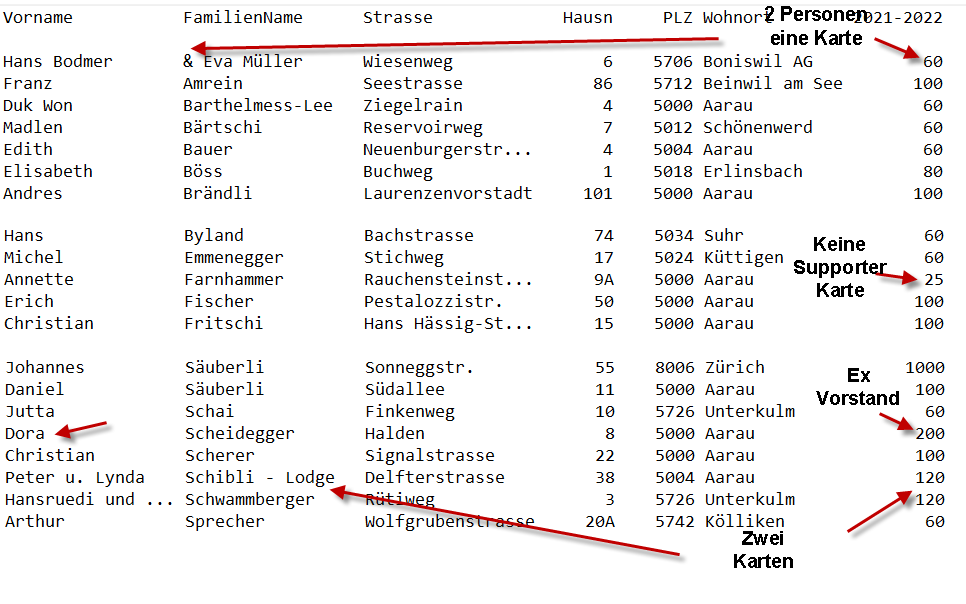 Vorname FamilienName Strasse Hausn PLZ Wohnort 2021-2022
2 Personen
eine Karte
Hans Bodmer & Eva Müller Wiesenweg 6 5706 Boniswil AG 60
Franz Amrein Seestrasse 86 5712 Beinwil am See 100
Duk Won Barthelmess-Lee Ziegelrain 4 5000 Aarau 60
Madlen Bärtschi Reservoirweg 7 5012 Schönenwerd 60
Edith Bauer Neuenburgerstr... 4 5004 Aarau 60
Elisabeth Böss Buchweg 1 5018 Erlinsbach 80
Andres Brändli Laurenzenvorstadt 101 5000 Aarau 100
Hans Byland Bachstrasse 74 5034 Suhr 60
Michel Emmenegger Stichweg 17 5024 Küttigen 60
Keine
Supporter
Karte
Annette Farnhammer Rauchensteinst... 9A 5000 Aarau 25
Erich Fischer Pestalozzistr. 50 5000 Aarau 100
Christian Fritschi Hans Hässig-St... 15 5000 Aarau 100
Johannes Säuberli Sonneggstr. 55 8006 Zürich 1000
Daniel Säuberli Südallee 11 5000 Aarau 100
Ex
Vorstand
Jutta Schai Finkenweg 10 5726 Unterkulm 60
Dora Scheidegger Halden 8 5000 Aarau 200
Christian Scherer Signalstrasse 22 5000 Aarau 100
Peter u. Lynda Schibli - Lodge Delfterstrasse 38 5004 Aarau 120
Hansruedi und ... Schwammberger Rütiweg 3 5726 Unterkulm 120
Arthur Sprecher Wolfgrubenstrasse 20A 5742 Kölliken 60
Zwei
Karten